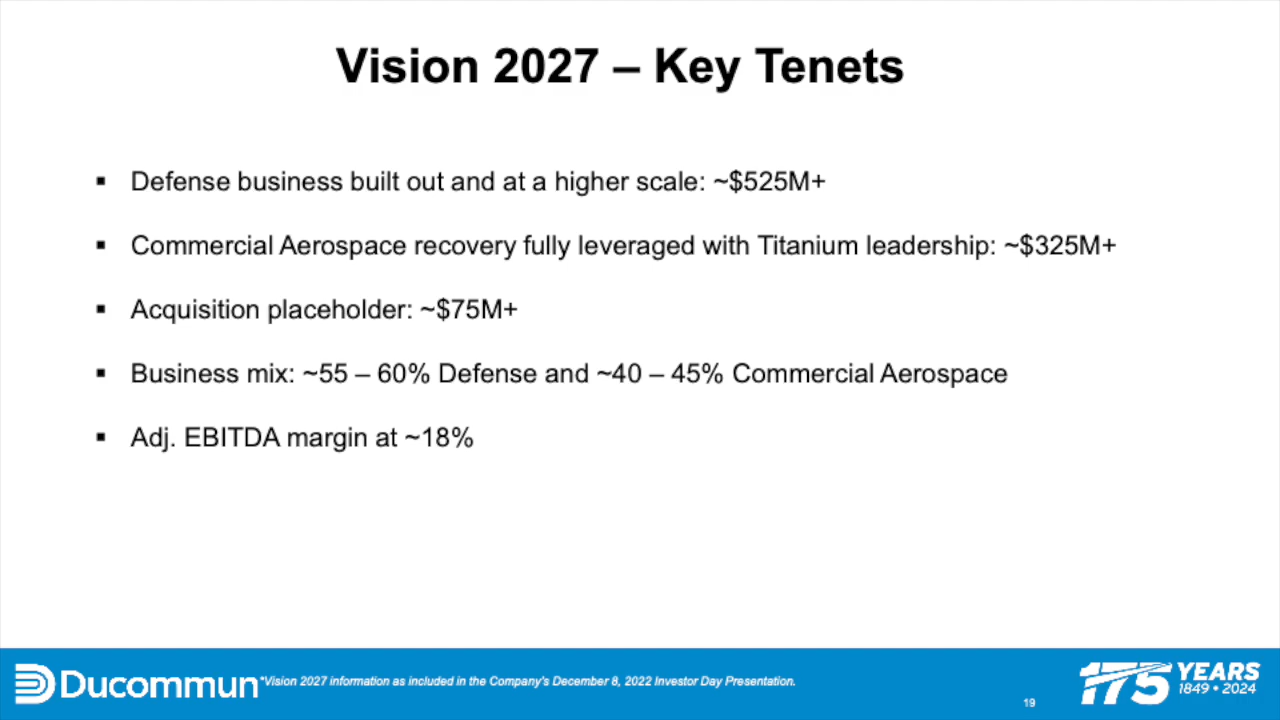 Vision 2027 – Key Tenets
▪ Defense business built out and at a higher scale: ~$525M+
▪ Commercial Aerospace recovery fully leveraged with Titanium leadership: ~$325M+
▪ Acquisition placeholder: ~$75M+
▪ Business mix: ~55 – 60% Defense and ~40 – 45% Commercial Aerospace
▪ Adj. EBITDA margin at ~18%
Ducommun
*Vision 2027 information as included in the Company's December 8, 2022 Investor Day Presentation.
19
175 YEARS
1849 • 2024